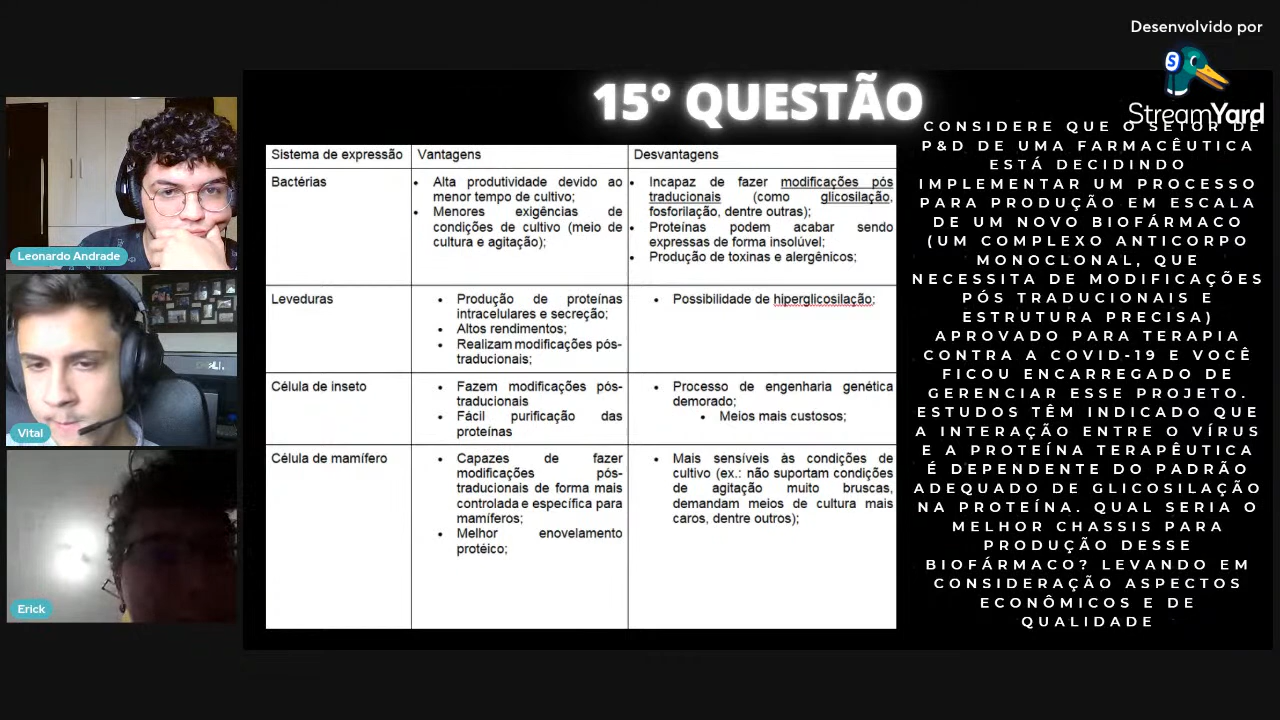 Desenvolvido por
StreamYard
15° QUESTÃO
Sistema de expressão
Vantagens
Desvantagens
Bactérias
Alta produtividade devido ao
menor tempo de cultivo;
Menores exigências de
condições de cultivo (meio de
cultura e agitação);
Incapaz de fazer modificações pós
traducionais (como glicosilação,
fosforilação, dentre outras);
Proteínas podem acabar sendo
expressas de forma insolúvel;
Produção de toxinas e alergênicos;
Leveduras
Produção de proteínas
intracelulares e secreção;
Altos rendimentos;
Realizam modificações pós-
traducionais;
Possibilidade de hiperglicosilação;
Célula de inseto
Fazem modificações pós-
traducionais
Fácil purificação das
proteínas
Processo de engenharia genética
demorado;
Meios mais custosos;
Célula de mamífero
Capazes de fazer
modificações pós-
traducionais de forma mais
controlada e específica para
mamíferos;
Melhor enovelamento
protéico;
Mais sensíveis às condições de
cultivo (ex.: não suportam condições
de agitação muito bruscas,
demandam meios de cultura mais
caros, dentre outros);
CONSIDERE QUE O SETOR DE
P&D DE UMA FARMACÊUTICA
ESTÁ DECIDINDO
IMPLEMENTAR UM PROCESSO
PARA PRODUÇÃO EM ESCALA
DE UM NOVO BIOFÁRMACO
(UM COMPLEXO ANTICORPO
MONOCLONAL, QUE
NECESSITA DE MODIFICAÇÕES
PÓS TRADUCIONAIS E
ESTRUTURA PRECISA)
APROVADO PARA TERAPIA
CONTRA A COVID-19 E VOCÊ
FICOU ENCARREGADO DE
GERENCIAR ESSE PROJETO.
ESTUDOS TÊM INDICADO QUE
A INTERAÇÃO ENTRE O VÍRUS
E A PROTEÍNA TERAPÊUTICA
É DEPENDENTE DO PADRÃO
ADEQUADO DE GLICOSILAÇÃO
NA PROTEÍNA. QUAL SERIA O
MELHOR CHASSIS PARA
PRODUÇÃO DESSE
BIOFÁRMACO? LEVANDO EM
CONSIDERAÇÃO ASPECTOS
ECONÔMICOS E DE
QUALIDADE
Leonardo Andrade
Vital
Erick